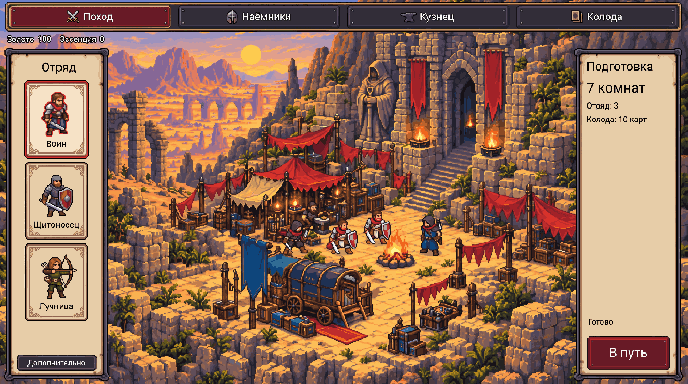 Поход
Наёмники
Кузнец
Колода
Золото 100 Эссенция 0
Отряд
Воин
Щитоносец
Лучница
Дополнительно
Подготовка
7 комнат
Отряд: 3
Колода: 10 карт
Готово
В путь